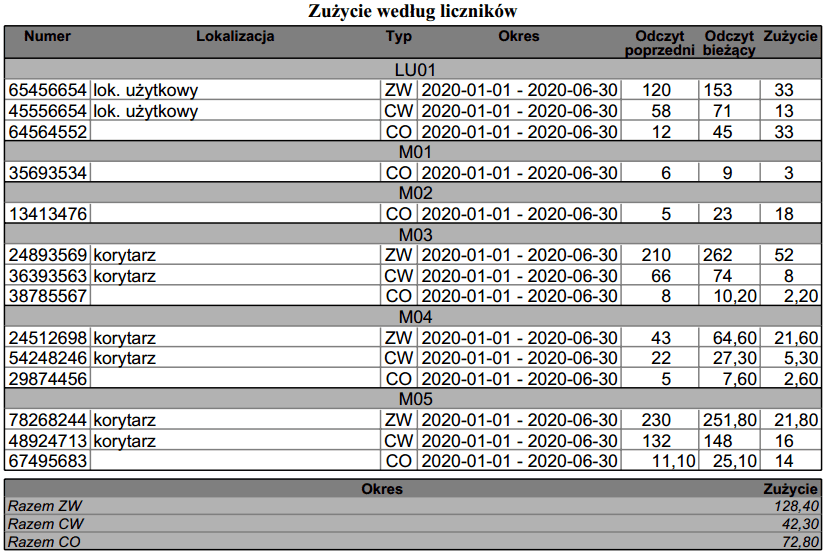 Zużycie według liczników
Numer Lokalizacja Typ Okres Odczyt poprzedni Odczyt bieżący Zużycie
LU01
65456654 lok. użytkowy ZW 2020-01-01 - 2020-06-30 120 153 33
45556654 lok. użytkowy CW 2020-01-01 - 2020-06-30 58 71 13
64564552 CO 2020-01-01 - 2020-06-30 12 45 33
M01
35693534 CO 2020-01-01 - 2020-06-30 6 9 3
M02
13413476 CO 2020-01-01 - 2020-06-30 5 23 18
M03
24893569 korytarz ZW 2020-01-01 - 2020-06-30 210 262 52
36393563 korytarz CW 2020-01-01 - 2020-06-30 66 74 8
38785567 CO 2020-01-01 - 2020-06-30 8 10,20 2,20
M04
24512698 korytarz ZW 2020-01-01 - 2020-06-30 43 64,60 21,60
54248246 korytarz CW 2020-01-01 - 2020-06-30 22 27,30 5,30
29874456 CO 2020-01-01 - 2020-06-30 5 7,60 2,60
M05
78268244 korytarz ZW 2020-01-01 - 2020-06-30 230 251,80 21,80
48924713 korytarz CW 2020-01-01 - 2020-06-30 132 148 16
67495683 CO 2020-01-01 - 2020-06-30 11,10 25,10 14
Okres Zużycie
Razem ZW 128,40
Razem CW 42,30
Razem CO 72,80